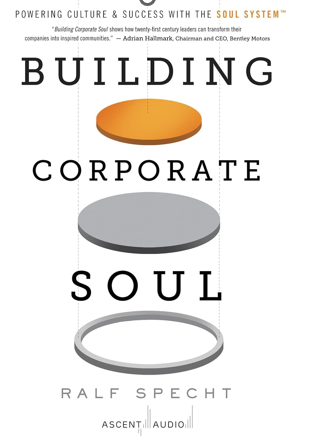 POWERING CULTURE & SUCCESS WITH THE SOUL SYSTEM™
"Building Corporate Soul shows how twenty-first century leaders can transform their
companies into inspired communities." — Adrian Hallmark, Chairman and CEO, Bentley Motors
BUILDING
CORPORATE
SOUL
RALF SPECHT
ASCENT AUDIO